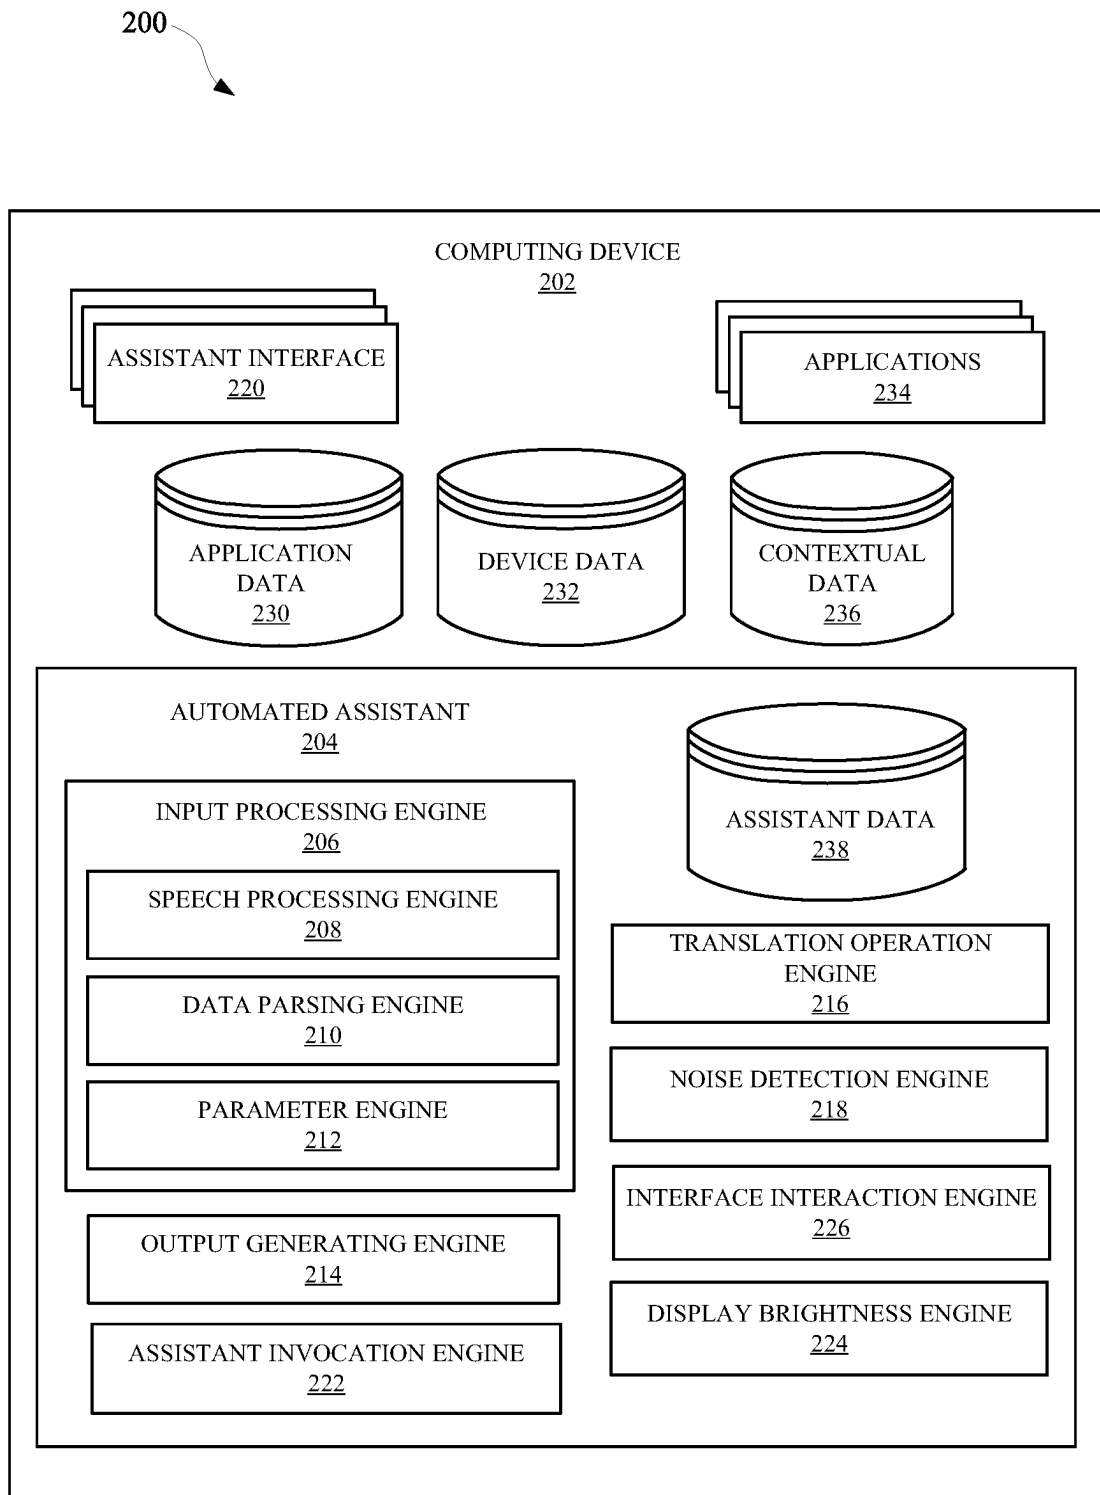 200
COMPUTING DEVICE
202
ASSISTANT INTERFACE
220
APPLICATIONS
234
APPLICATION
DATA
230
DEVICE DATA
232
CONTEXTUAL
DATA
236
AUTOMATED ASSISTANT
204
INPUT PROCESSING ENGINE
206
SPEECH PROCESSING ENGINE
208
DATA PARSING ENGINE
210
PARAMETER ENGINE
212
OUTPUT GENERATING ENGINE
214
ASSISTANT INVOCATION ENGINE
222
ASSISTANT DATA
238
TRANSLATION OPERATION
ENGINE
216
NOISE DETECTION ENGINE
218
INTERFACE INTERACTION ENGINE
226
DISPLAY BRIGHTNESS ENGINE
224